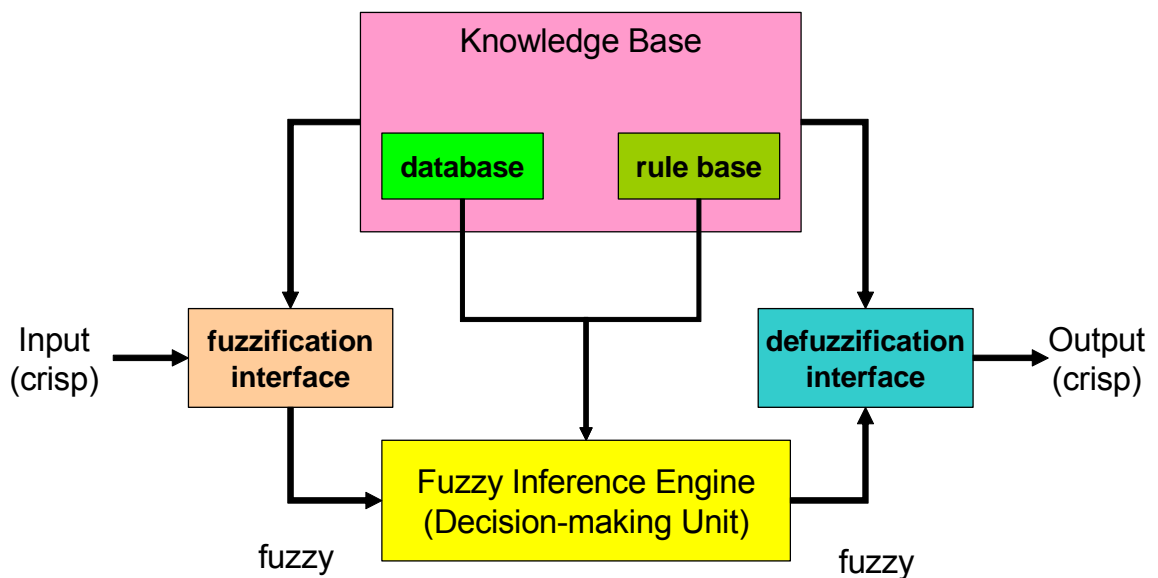 Knowledge Base
database
rule base
Input
(crisp)
fuzzification
interface
defuzzification
interface
Output
(crisp)
Fuzzy Inference Engine
(Decision-making Unit)
fuzzy
fuzzy